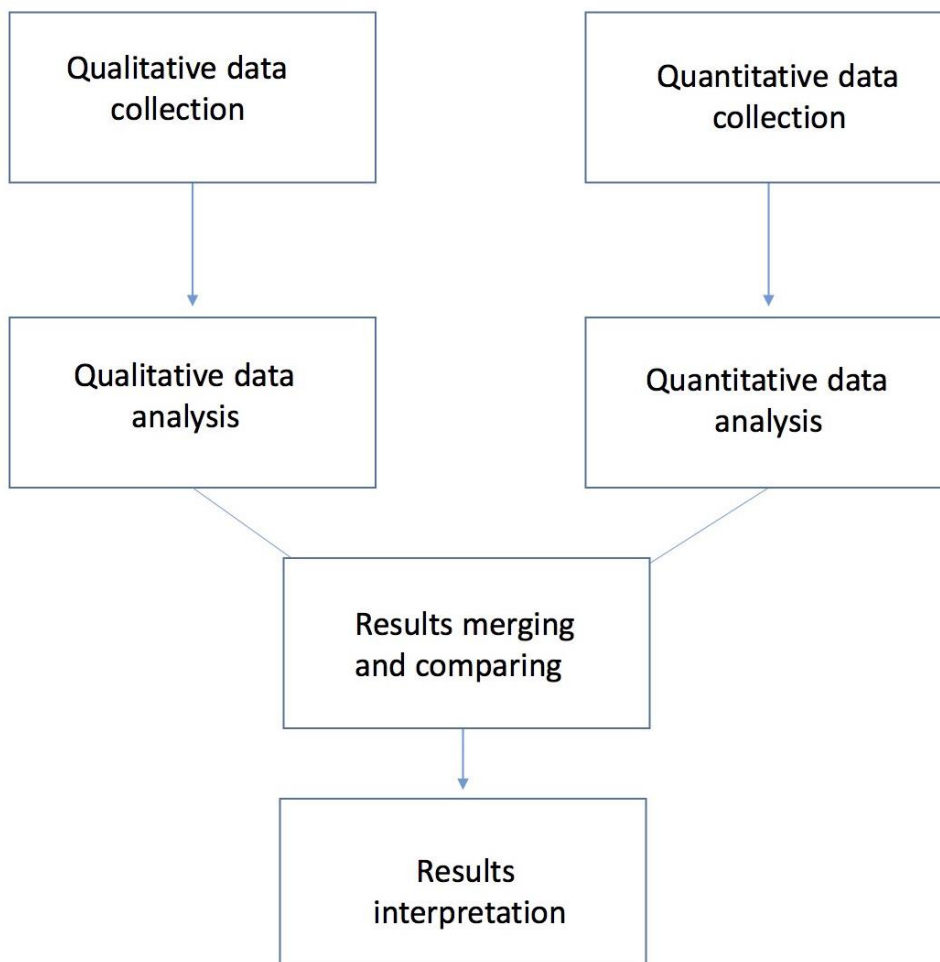 Qualitative data
collection
Quantitative data
collection
Qualitative data
analysis
Quantitative data
analysis
Results merging
and comparing
Results
interpretation